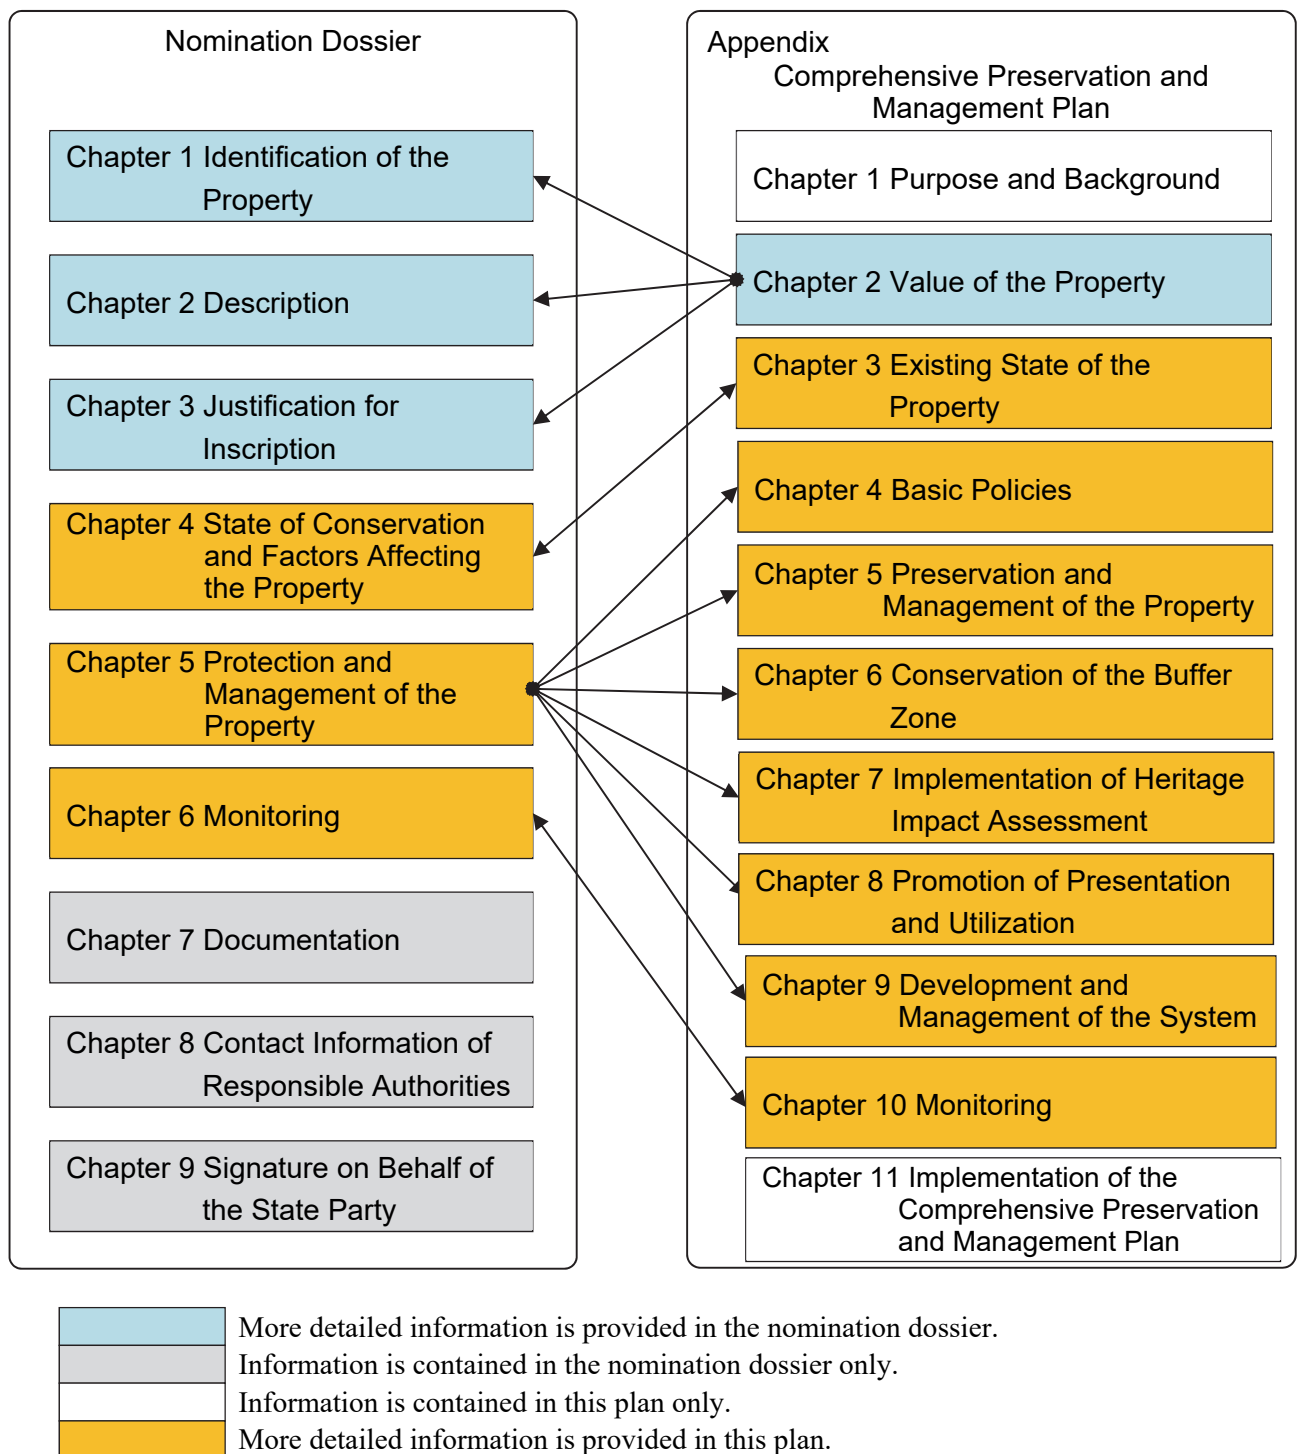 Nomination Dossier
Chapter 1 Identification of the
Property
Chapter 2 Description
Chapter 3 Justification for
Inscription
Chapter 4 State of Conservation
and Factors Affecting
the Property
Chapter 5 Protection and
Management of the
Property
Chapter 6 Monitoring
Chapter 7 Documentation
Chapter 8 Contact Information of
Responsible Authorities
Chapter 9 Signature on Behalf of
the State Party
Appendix
Comprehensive Preservation and
Management Plan
Chapter 1 Purpose and Background
Chapter 2 Value of the Property
Chapter 3 Existing State of the
Property
Chapter 4 Basic Policies
Chapter 5 Preservation and
Management of the Property
Chapter 6 Conservation of the Buffer
Zone
Chapter 7 Implementation of Heritage
Impact Assessment
Chapter 8 Promotion of Presentation
and Utilization
Chapter 9 Development and
Management of the System
Chapter 10 Monitoring
Chapter 11 Implementation of the
Comprehensive Preservation
and Management Plan
More detailed information is provided in the nomination dossier.
Information is contained in the nomination dossier only.
Information is contained in this plan only.
More detailed information is provided in this plan.